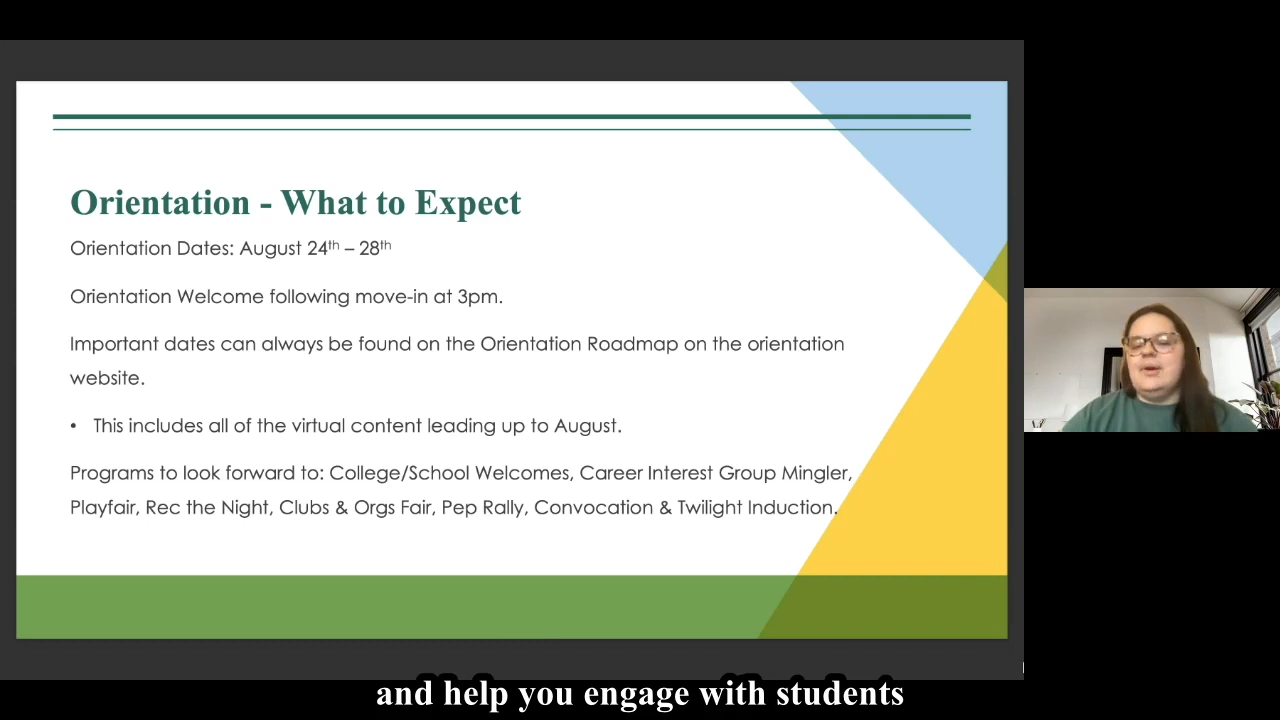 Orientation - What to Expect
Orientation Dates: August 24th – 28th
Orientation Welcome following move-in at 3pm.
Important dates can always be found on the Orientation Roadmap on the orientation
website.
• This includes all of the virtual content leading up to August.
Programs to look forward to: College/School Welcomes, Career Interest Group Mingler,
Playfair, Rec the Night, Clubs & Orgs Fair, Pep Rally, Convocation & Twilight Induction.
and help you engage with students